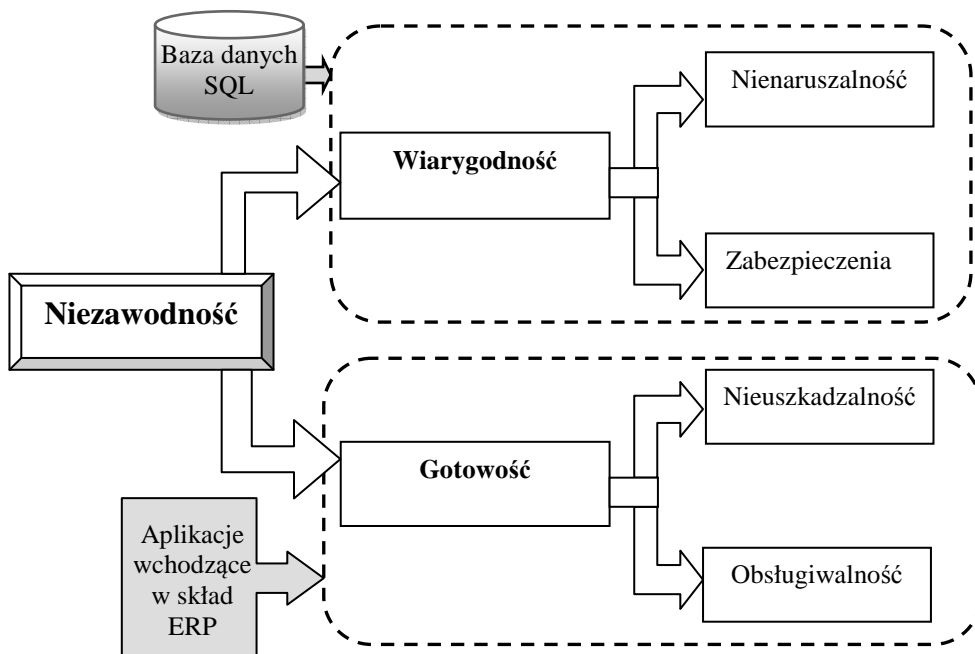 Baza danych
SQL
Nienaruszalność
Wiarygodność
Zabezpieczenia
Niezawodność
Nieuszkadzalność
Gotowość
Aplikacje
wchodzące
w skład
ERP
Obsługiwalność